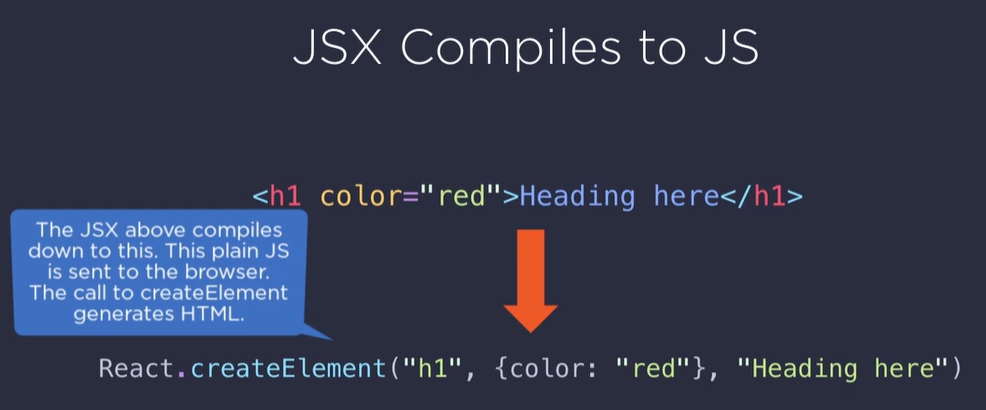 JSX Compiles to JS
<h1 color="red">Heading here</h1>
The JSX above compiles
down to this. This plain JS
is sent to the browser.
The call to createElement
generates HTML.
React.createElement("h1", {color: "red"}, "Heading here")